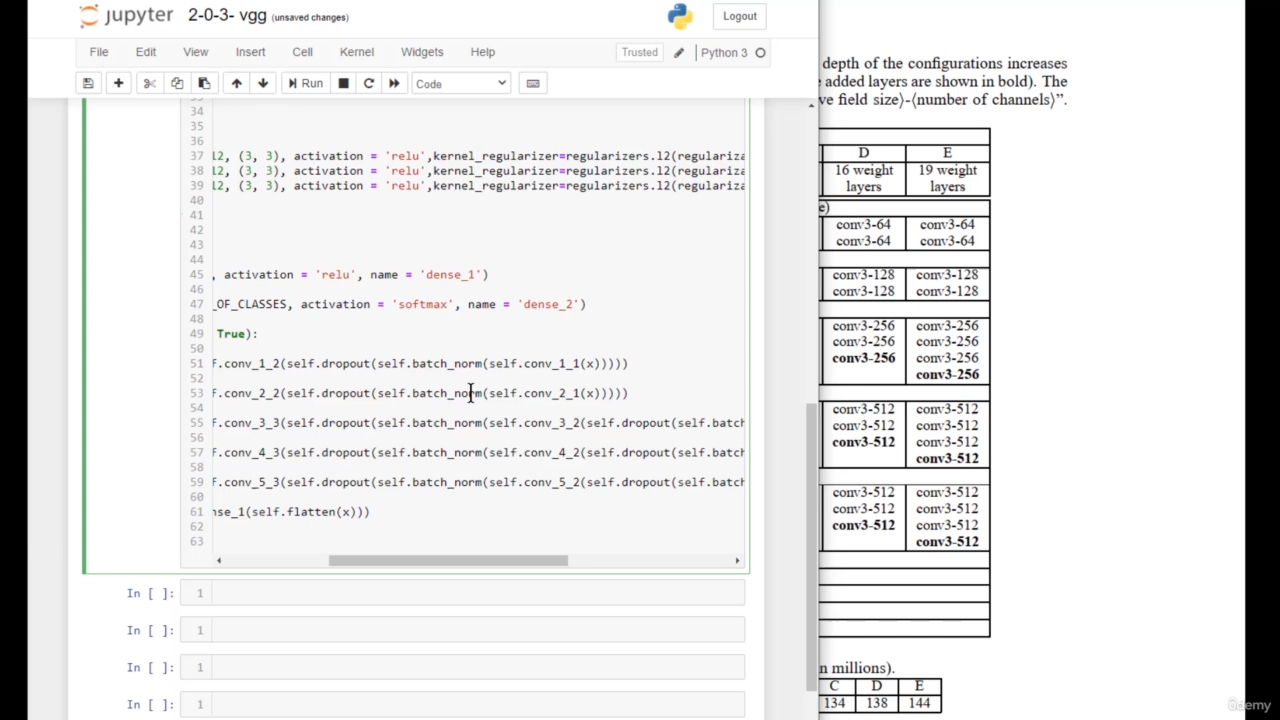 jupyter 2-0-3- vgg (unsaved changes)
Logout
File Edit View Insert Cell Kernel Widgets Help Trusted Python 3
Run Code
34
35
36
37 12, (3, 3), activation = 'relu',kernel_regularizer=regularizers.l2(regulariza
38 12, (3, 3), activation = 'relu',kernel_regularizer=regularizers.l2(regulariza
39 12, (3, 3), activation = 'relu',kernel_regularizer=regularizers.l2(regulariza
40
41
42
43
44
45 , activation = 'relu', name = 'dense_1')
46
47 _OF_CLASSES, activation = 'softmax', name = 'dense_2')
48
49 True):
50
51 f.conv_1_2(self.dropout(self.batch_norm(self.conv_1_1(x)))))
52
53 f.conv_2_2(self.dropout(self.batch_norm(self.conv_2_1(x)))))
54
55 f.conv_3_3(self.dropout(self.batch_norm(self.conv_3_2(self.dropout(self.batch
56
57 f.conv_4_3(self.dropout(self.batch_norm(self.conv_4_2(self.dropout(self.batch
58
59 f.conv_5_3(self.dropout(self.batch_norm(self.conv_5_2(self.dropout(self.batch
60
61 nse_1(self.flatten(x)))
62
63
In [ ]: 1
In [ ]: 1
In [ ]: 1
In [ ]: 1
depth of the configurations increases
added layers are shown in bold). The
ve field size⟩-⟨number of channels⟩”.
D E
16 weight 19 weight
layers layers
e)
conv3-64 conv3-64
conv3-64 conv3-64
conv3-128 conv3-128
conv3-128 conv3-128
conv3-256 conv3-256
conv3-256 conv3-256
conv3-256 conv3-256
conv3-256
conv3-512 conv3-512
conv3-512 conv3-512
conv3-512 conv3-512
conv3-512
conv3-512 conv3-512
conv3-512 conv3-512
conv3-512 conv3-512
conv3-512
n millions).
C D E
134 138 144
ûdemy